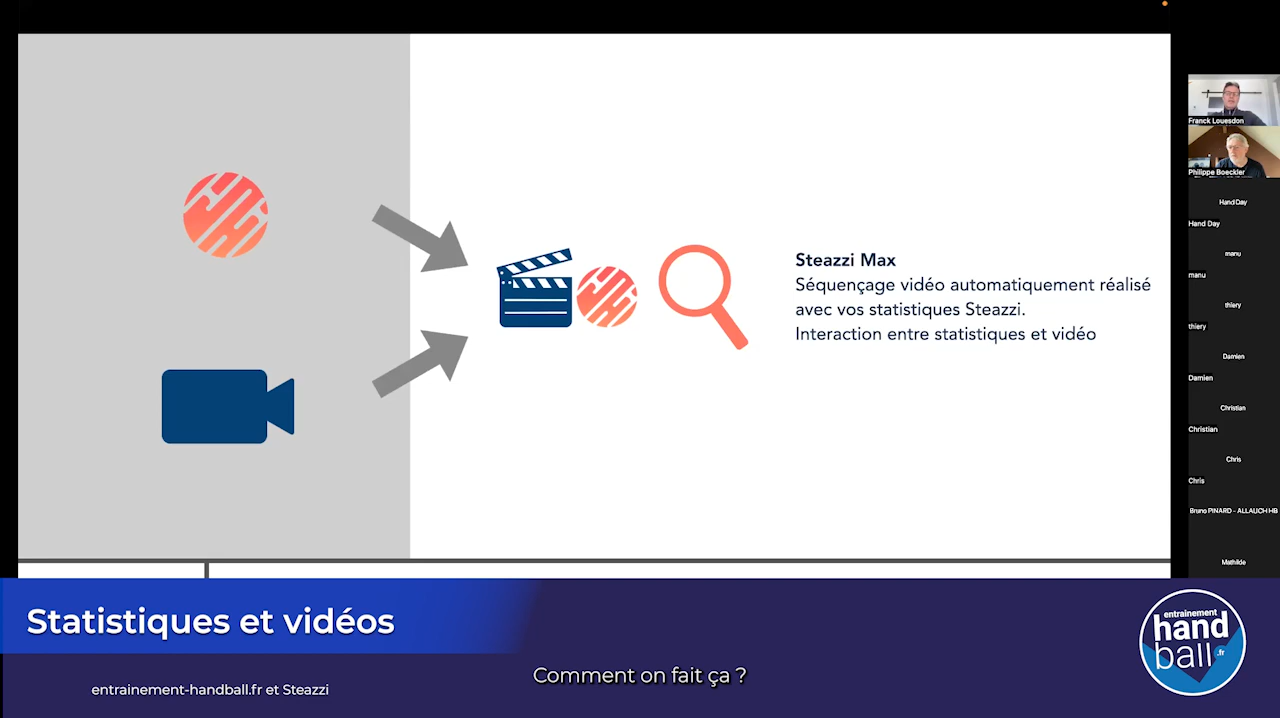 Steazzi Max
Séquençage vidéo automatiquement réalisé
avec vos statistiques Steazzi.
Interaction entre statistiques et vidéo
Franck Louesdon
Philippe Boeckler
Hand Day
Hand Day
manu
manu
thiery
thiery
Damien
Damien
Christian
Christian
Chris
Chris
Bruno PINARD - ALLAUCH HB
Mathilde
Statistiques et vidéos
entrainement-handball.fr et Steazzi
Comment on fait ça ?
entrainement
hand
ball
.fr